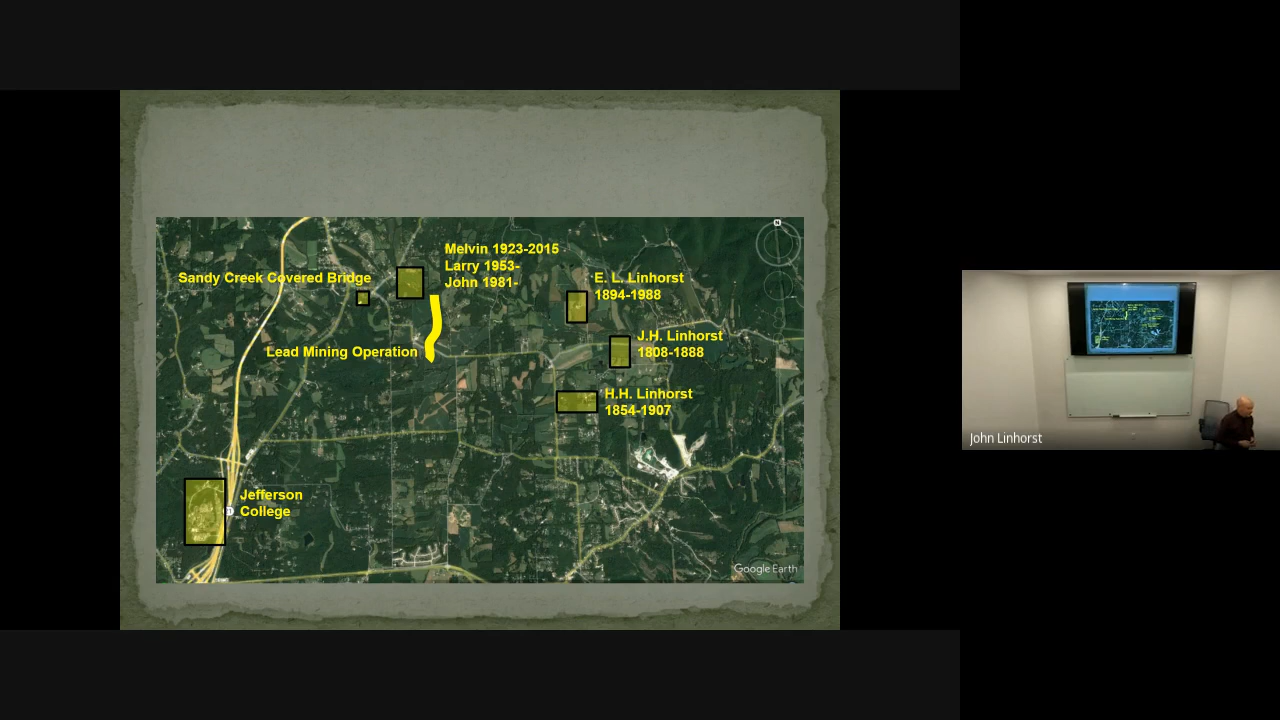 Sandy Creek Covered Bridge
Melvin 1923-2015
Larry 1953-
John 1981-
E. L. Linhorst
1894-1988
Lead Mining Operation
J.H. Linhorst
1808-1888
H.H. Linhorst
1854-1907
Jefferson
College
Google Earth
John Linhorst